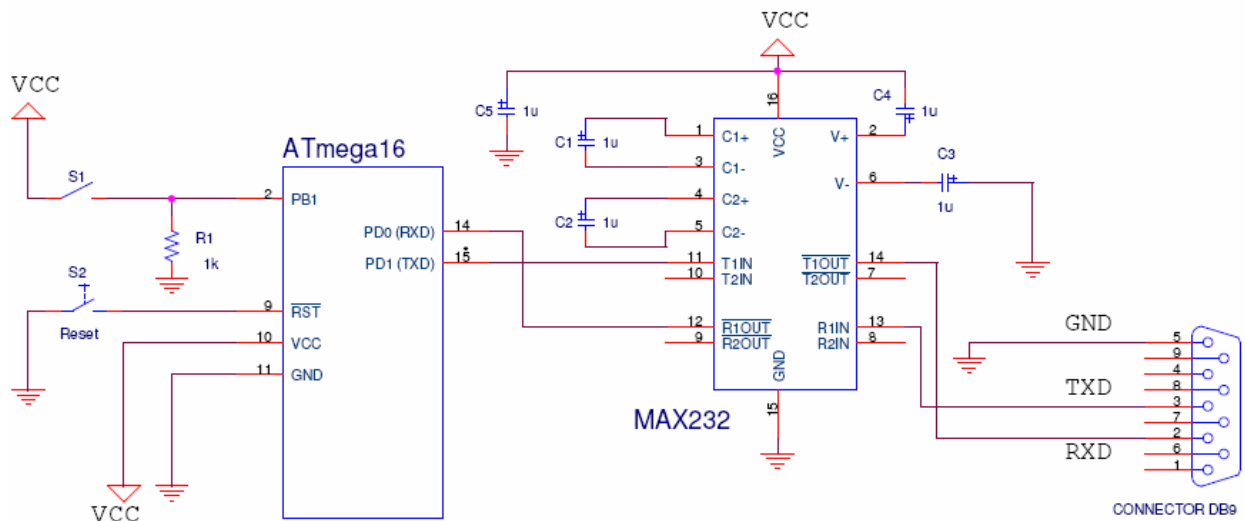 VCC
VCC
C5
1u
16
C4
1u
ATmega16
1
C1+
VCC
V+
2
C1
1u
3
C1-
C3
S1
2
PB1
4
C2+
V-
6
1u
C2
1u
5
C2-
R1
1k
PD0 (RXD)
14
PD1 (TXD)
15
11
T1IN
T1OUT
14
10
T2IN
T2OUT
7
S2
Reset
9
RST
12
R1OUT
R1IN
13
9
R2OUT
R2IN
8
10
VCC
11
GND
GND
15
MAX232
GND
5
9
4
TXD
8
3
7
2
RXD
6
1
VCC
CONNECTOR DB9